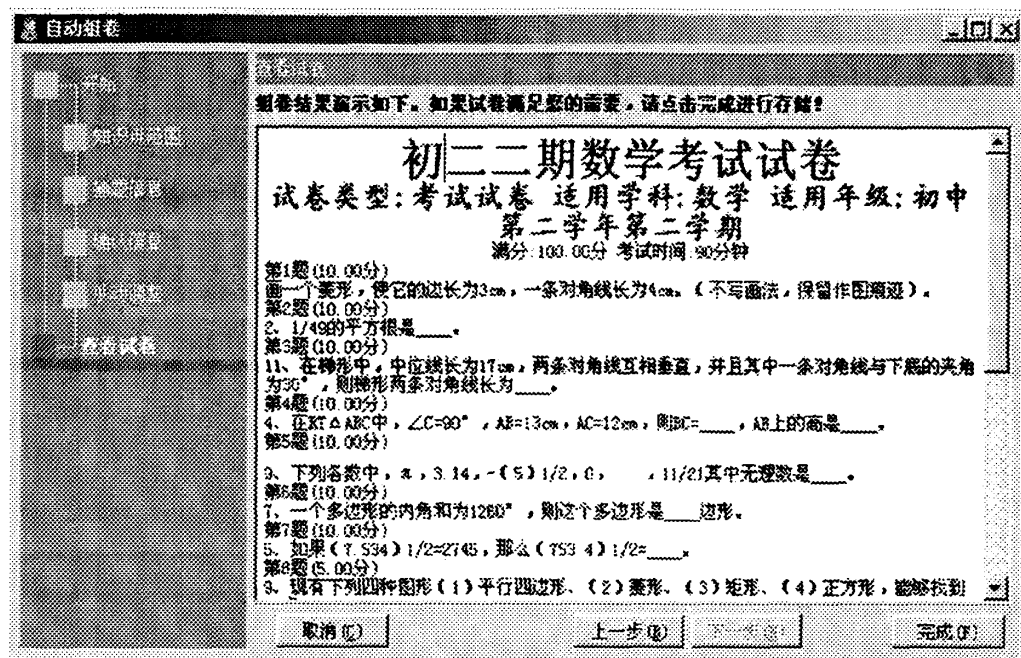 自动组卷
开始
查看试卷
组卷结果演示如下。如果试卷满足您的需要,请点击完成进行存储!
初二二期数学考试试卷
试卷类型:考试试卷 适用学科:数学 适用年级:初中
第二学年第二学期
满分:100.00分 考试时间:90分钟
第1题(10.00分)
画一个菱形,使它的边长为3cm,一条对角线长为4cm。(不写画法,保留作图痕迹)。
第2题(10.00分)
2、1/49的平方根是____。
第3题(10.00分)
11、在梯形中,中位线长为17cm,两条对角线互相垂直,并且其中一条对角线与下底的夹角
为30°,则梯形两条对角线长为____。
第4题(10.00分)
4、在RT△ABC中,∠C=90°,AB=13cm,AC=12cm,则BC=____,AB上的高是____。
第5题(10.00分)
3、下列各数中,π,3.14,-(5)1/2,0, ,11/21其中无理数是____。
第6题(10.00分)
7、一个多边形的内角和为1260°,则这个多边形是____边形。
第7题(10.00分)
5、如果(7.534)1/2=2745,那么(753 4)1/2=____。
第8题(5.00分)
3、现有下列四种图形(1)平行四边形、(2)菱形、(3)矩形、(4)正方形,能够找到
取消(C)
上一步(B)
下一步(N)
完成(F)